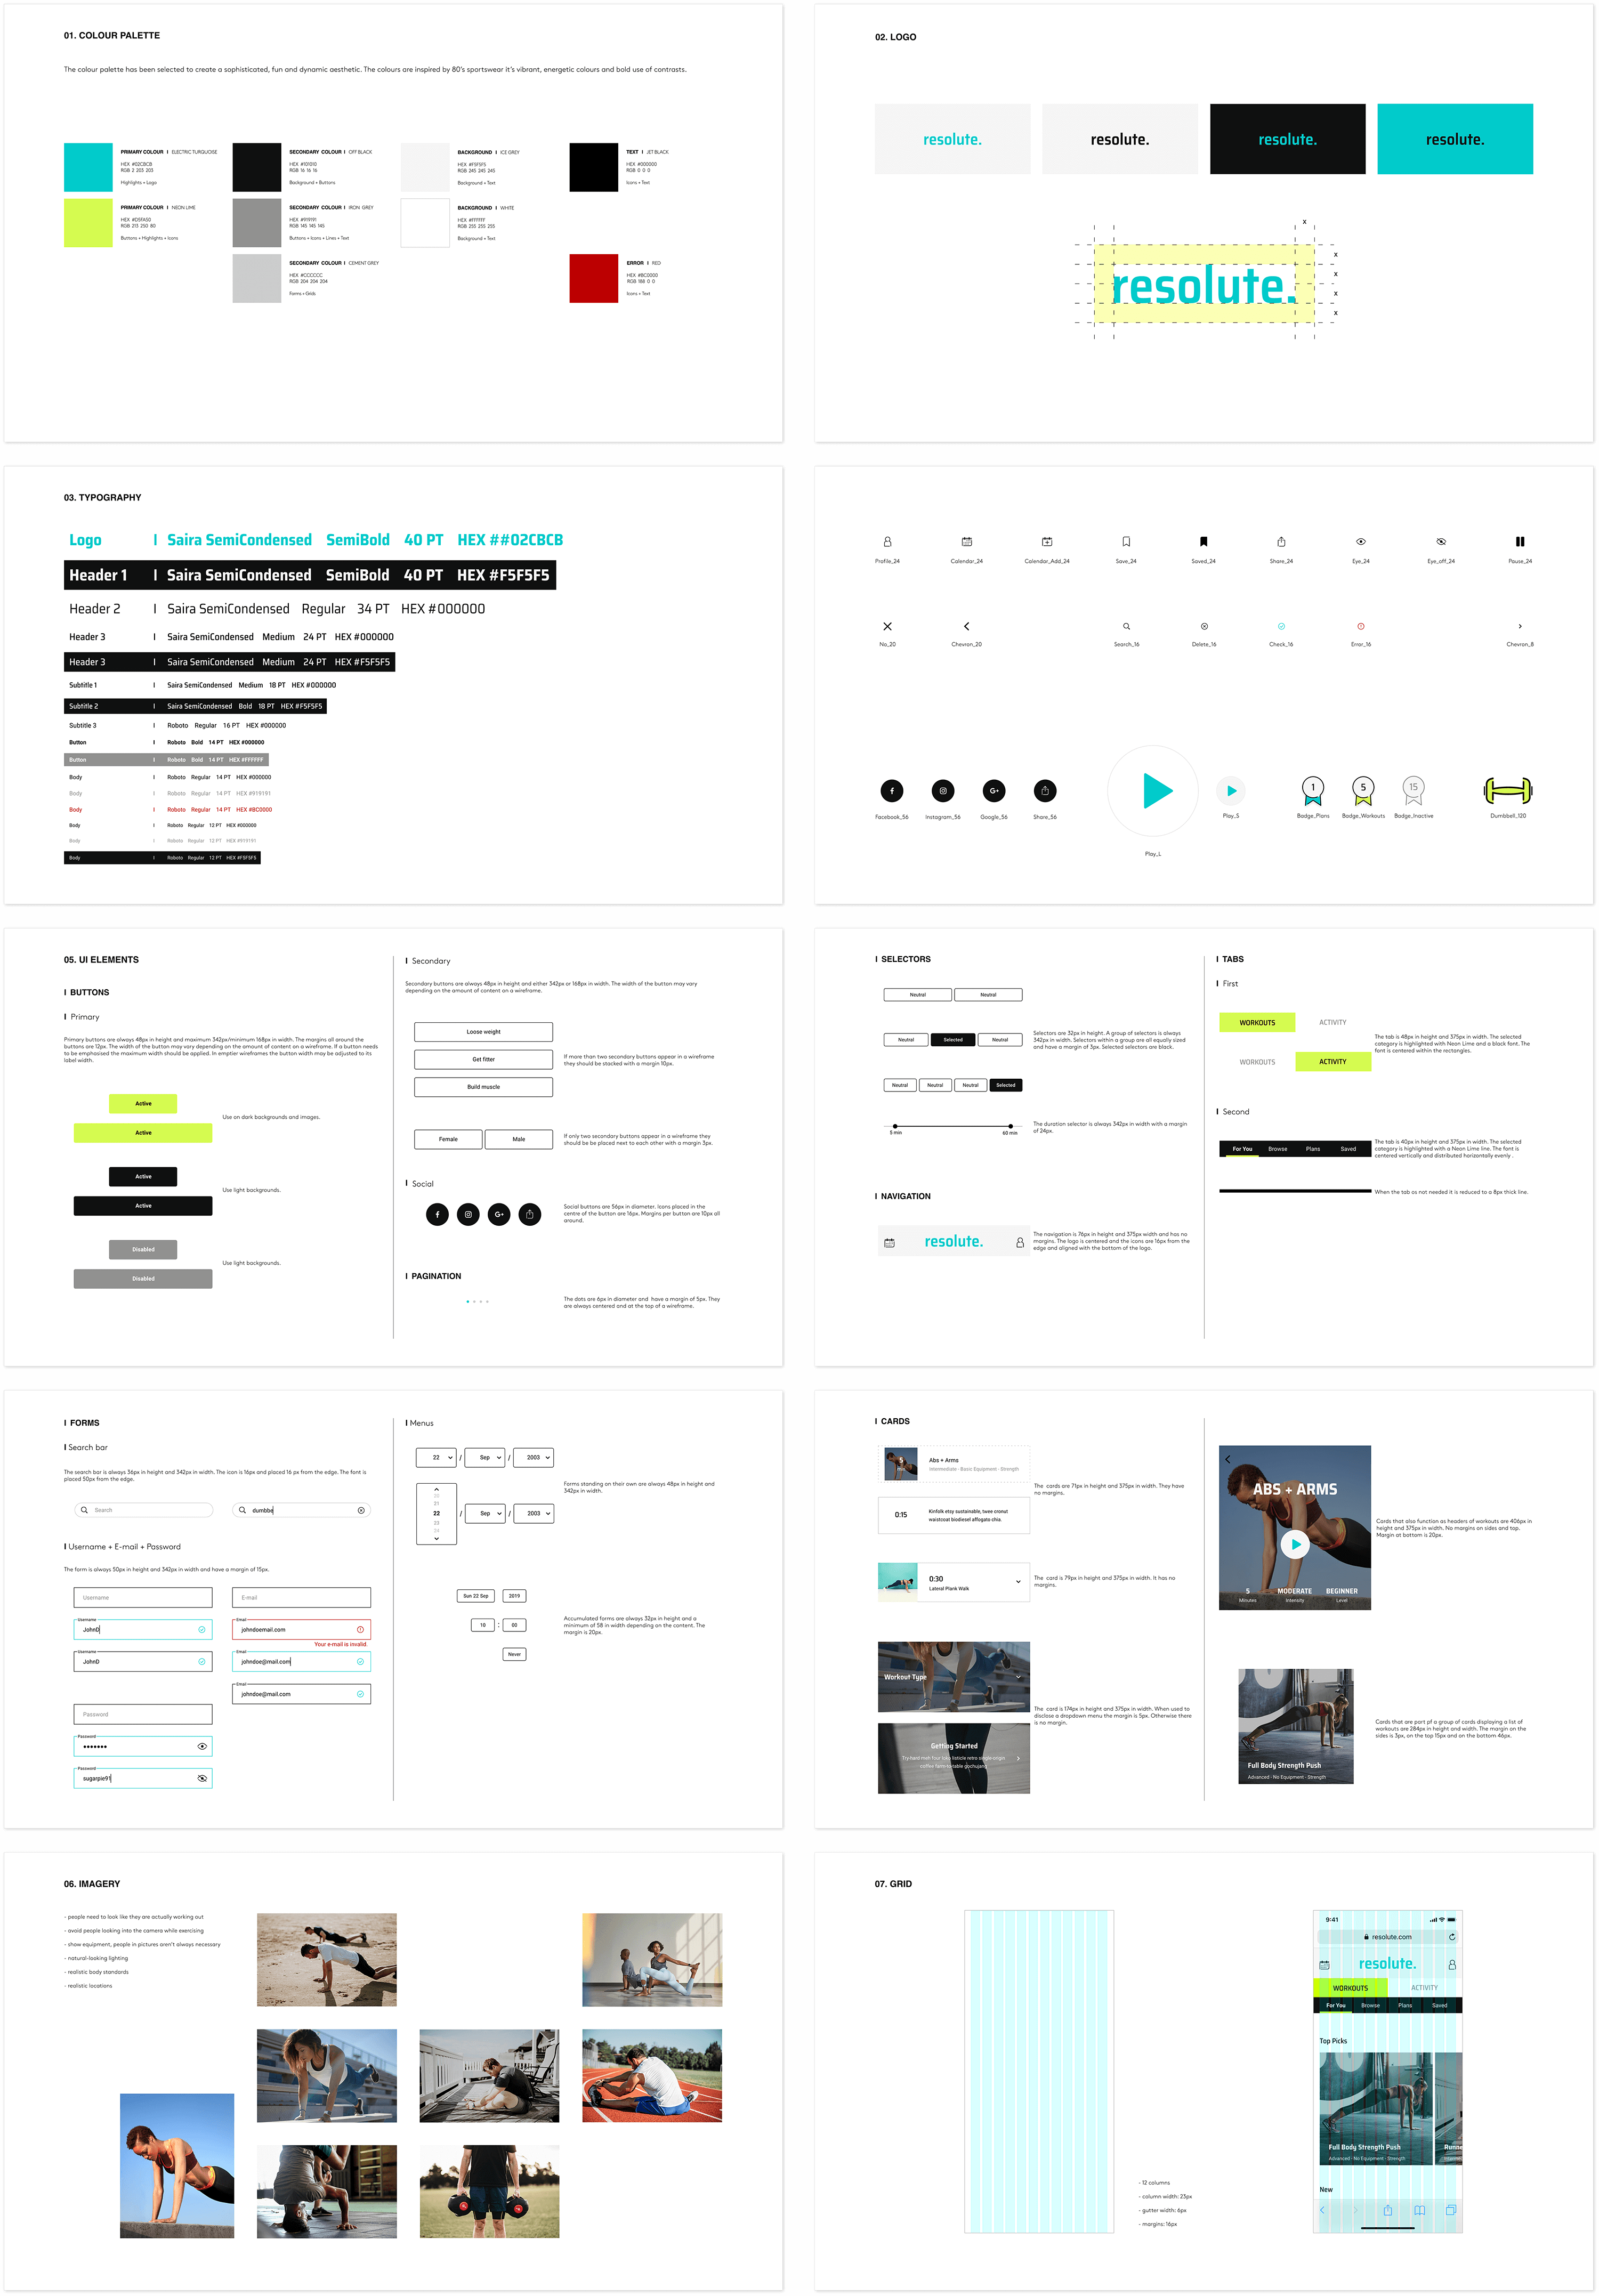 01. COLOUR PALETTE
The colour palette has been selected to create a sophisticated, fun and dynamic aesthetic. The colours are inspired by 80's sportswear it's vibrant, energetic colours and bold use of contrasts.
PRIMARY COLOUR I ELECTRIC TURQUOISE
HEX #02CBCB
RGB 2 203 203
Highlights + Logo
SECONDARY COLOUR I OFF BLACK
HEX #101010
RGB 16 16 16
Background + Buttons
BACKGROUND I ICE GREY
HEX #F5F5F5
RGB 245 245 245
Background + Text
TEXT I JET BLACK
HEX #000000
RGB 0 0 0
Icons + Text
PRIMARY COLOUR I NEON LIME
HEX #D5FA50
RGB 213 250 80
Buttons + Highlights + Icons
SECONDARY COLOUR I IRON GREY
HEX #919191
RGB 145 145 145
Buttons + Icons + Lines + Text
BACKGROUND I WHITE
HEX #FFFFFF
RGB 255 255 255
Background + Text
SECONDARY COLOUR I CEMENT GREY
HEX #CCCCCC
RGB 204 204 204
Forms + Grids
ERROR I RED
HEX #BC0000
RGB 188 0 0
Icons + Text
02. LOGO
resolute.
resolute.
resolute.
resolute.
x
x
x
x
x
resolute.
03. TYPOGRAPHY
Logo I Saira SemiCondensed SemiBold 40 PT HEX ##02CBCB
Header 1 I Saira SemiCondensed SemiBold 40 PT HEX #F5F5F5
Header 2 I Saira SemiCondensed Regular 34 PT HEX #000000
Header 3 I Saira SemiCondensed Medium 24 PT HEX #000000
Header 3 I Saira SemiCondensed Medium 24 PT HEX #F5F5F5
Subtitle 1 I Saira SemiCondensed Medium 18 PT HEX #000000
Subtitle 2 I Saira SemiCondensed Bold 18 PT HEX #F5F5F5
Subtitle 3 I Roboto Regular 16 PT HEX #000000
Button I Roboto Bold 14 PT HEX #000000
Button I Roboto Bold 14 PT HEX #FFFFFF
Body I Roboto Regular 14 PT HEX #000000
Body I Roboto Regular 14 PT HEX #919191
Body I Roboto Regular 14 PT HEX #BC0000
Body I Roboto Regular 12 PT HEX #000000
Body I Roboto Regular 12 PT HEX #919191
Body I Roboto Regular 12 PT HEX #F5F5F5
Profile_24
Calendar_24
Calendar_Add_24
Save_24
Saved_24
Share_24
Eye_24
Eye_off_24
Pause_24
No_20
Chevron_20
Search_16
Delete_16
Check_16
Error_16
Chevron_8
1
5
15
Facebook_56
Instagram_56
Google_56
Share_56
Play_S
Badge_Plans
Badge_Workouts
Badge_Inactive
Dumbbell_120
Play_L
05. UI ELEMENTS
I BUTTONS
I Primary
Primary buttons are always 48px in height and maximum 342px/minimum 168px in width. The margins all around the
buttons are 12px. The width of the button may vary depending on the amount of content on a wireframe. If a button needs
to be emphasised the maximum width should be applied. In emptier wireframes the button width may be adjusted to its
label width.
Active
Use on dark backgrounds and images.
Active
Active
Use light backgrounds.
Active
Disabled
Use light backgrounds.
Disabled
I Secondary
Secondary buttons are always 48px in height and either 342px or 168px in width. The width of the button may vary
depending on the amount of content on a wireframe.
Loose weight
Get fitter
Build muscle
If more than two secondary buttons appear in a wireframe
they should be stacked with a margin 10px.
Female
Male
If only two secondary buttons appear in a wireframe they
should be placed next to each other with a margin 3px.
I Social
Social buttons are 56px in diameter. Icons placed in the
centre of the button are 16px. Margins per button are 10px all
around.
I PAGINATION
The dots are 6px in diameter and have a margin of 5px. They
are always centered and at the top of a wireframe.
I SELECTORS
Neutral
Neutral
Neutral
Selected
Neutral
Selectors are 32px in height. A group of selectors is always
342px in width. Selectors within a group are all equally sized
and have a margin of 3px. Selected selectors are black.
Neutral
Neutral
Neutral
Selected
5 min
60 min
The duration selector is always 342px in width with a margin
of 24px.
I NAVIGATION
resolute.
The navigation is 76px in height and 375px in width and has no
margins. The logo is centered and the icons are 16px from the
edge and aligned with the bottom of the logo.
I TABS
I First
WORKOUTS
ACTIVITY
WORKOUTS
ACTIVITY
The tab is 48px in height and 375px in width. The selected
category is highlighted with Neon Lime and a black font. The
font is centered within the rectangles.
I Second
For You
Browse
Plans
Saved
The tab is 40px in height and 375px in width. The selected
category is highlighted with a Neon Lime line. The font is
centered vertically and distributed horizontally evenly .
When the tab os not needed it is reduced to a 8px thick line.
I FORMS
I Search bar
The search bar is always 36px in height and 342px in width. The icon is 16px and placed 16 px from the edge. The font is
placed 50px from the edge.
Search
dumbbe
I Username + E-mail + Password
The form is always 50px in height and 342px in width and have a margin of 15px.
Username
E-mail
Username
JohnD
Email
johndoemail.com
Your e-mail is invalid.
Username
JohnD
Email
johndoe@mail.com
Email
johndoe@mail.com
Password
Password
Password
sugarpie91
I Menus
22 / Sep / 2003
Forms standing on their own are always 48px in height and
342px in width.
20
21
22 / Sep / 2003
23
24
Sun 22 Sep
2019
10 : 00
Never
Accumulated forms are always 32px in height and a
minimum of 58 in width depending on the content. The
margin is 20px.
I CARDS
Abs + Arms
Intermediate - Basic Equipment - Strength
The cards are 71px in height and 375px in width. They have
no margins.
0:15
Kinfolk etsy sustainable, twee cronut
waistcoat biodiesel affogato chia.
0:30
Lateral Plank Walk
The card is 79px in height and 375px in width. It has no
margins.
Workout Type
The card is 174px in height and 375px in width. When used to
disclose a dropdown menu the margin is 5px. Otherwise there
is no margin.
Getting Started
Try-hard meh four loko listicle retro single-origin
coffee farm-to-table gochujang
ABS + ARMS
5
Minutes
MODERATE
Intensity
BEGINNER
Level
Cards that also function as headers of workouts are 406px in
height and 375px in width. No margins on sides and top.
Margin at bottom is 20px.
Full Body Strength Push
Advanced - No Equipment - Strength
Cards that are part pf a group of cards displaying a list of
workouts are 284px in height and width. The margin on the
sides is 3px, on the top 15px and on the bottom 46px.
06. IMAGERY
- people need to look like they are actually working out
- avoid people looking into the camera while exercising
- show equipment, people in pictures aren't always necessary
- natural-looking lighting
- realistic body standards
- realistic locations
07. GRID
- 12 columns
- column width: 23px
- gutter width: 6px
- margins: 16px
9:41
resolute.com
resolute.
WORKOUTS
ACTIVITY
For You
Browse
Plans
Saved
Top Picks
Full Body Strength Push
Advanced - No Equipment - Strength
Runne
New